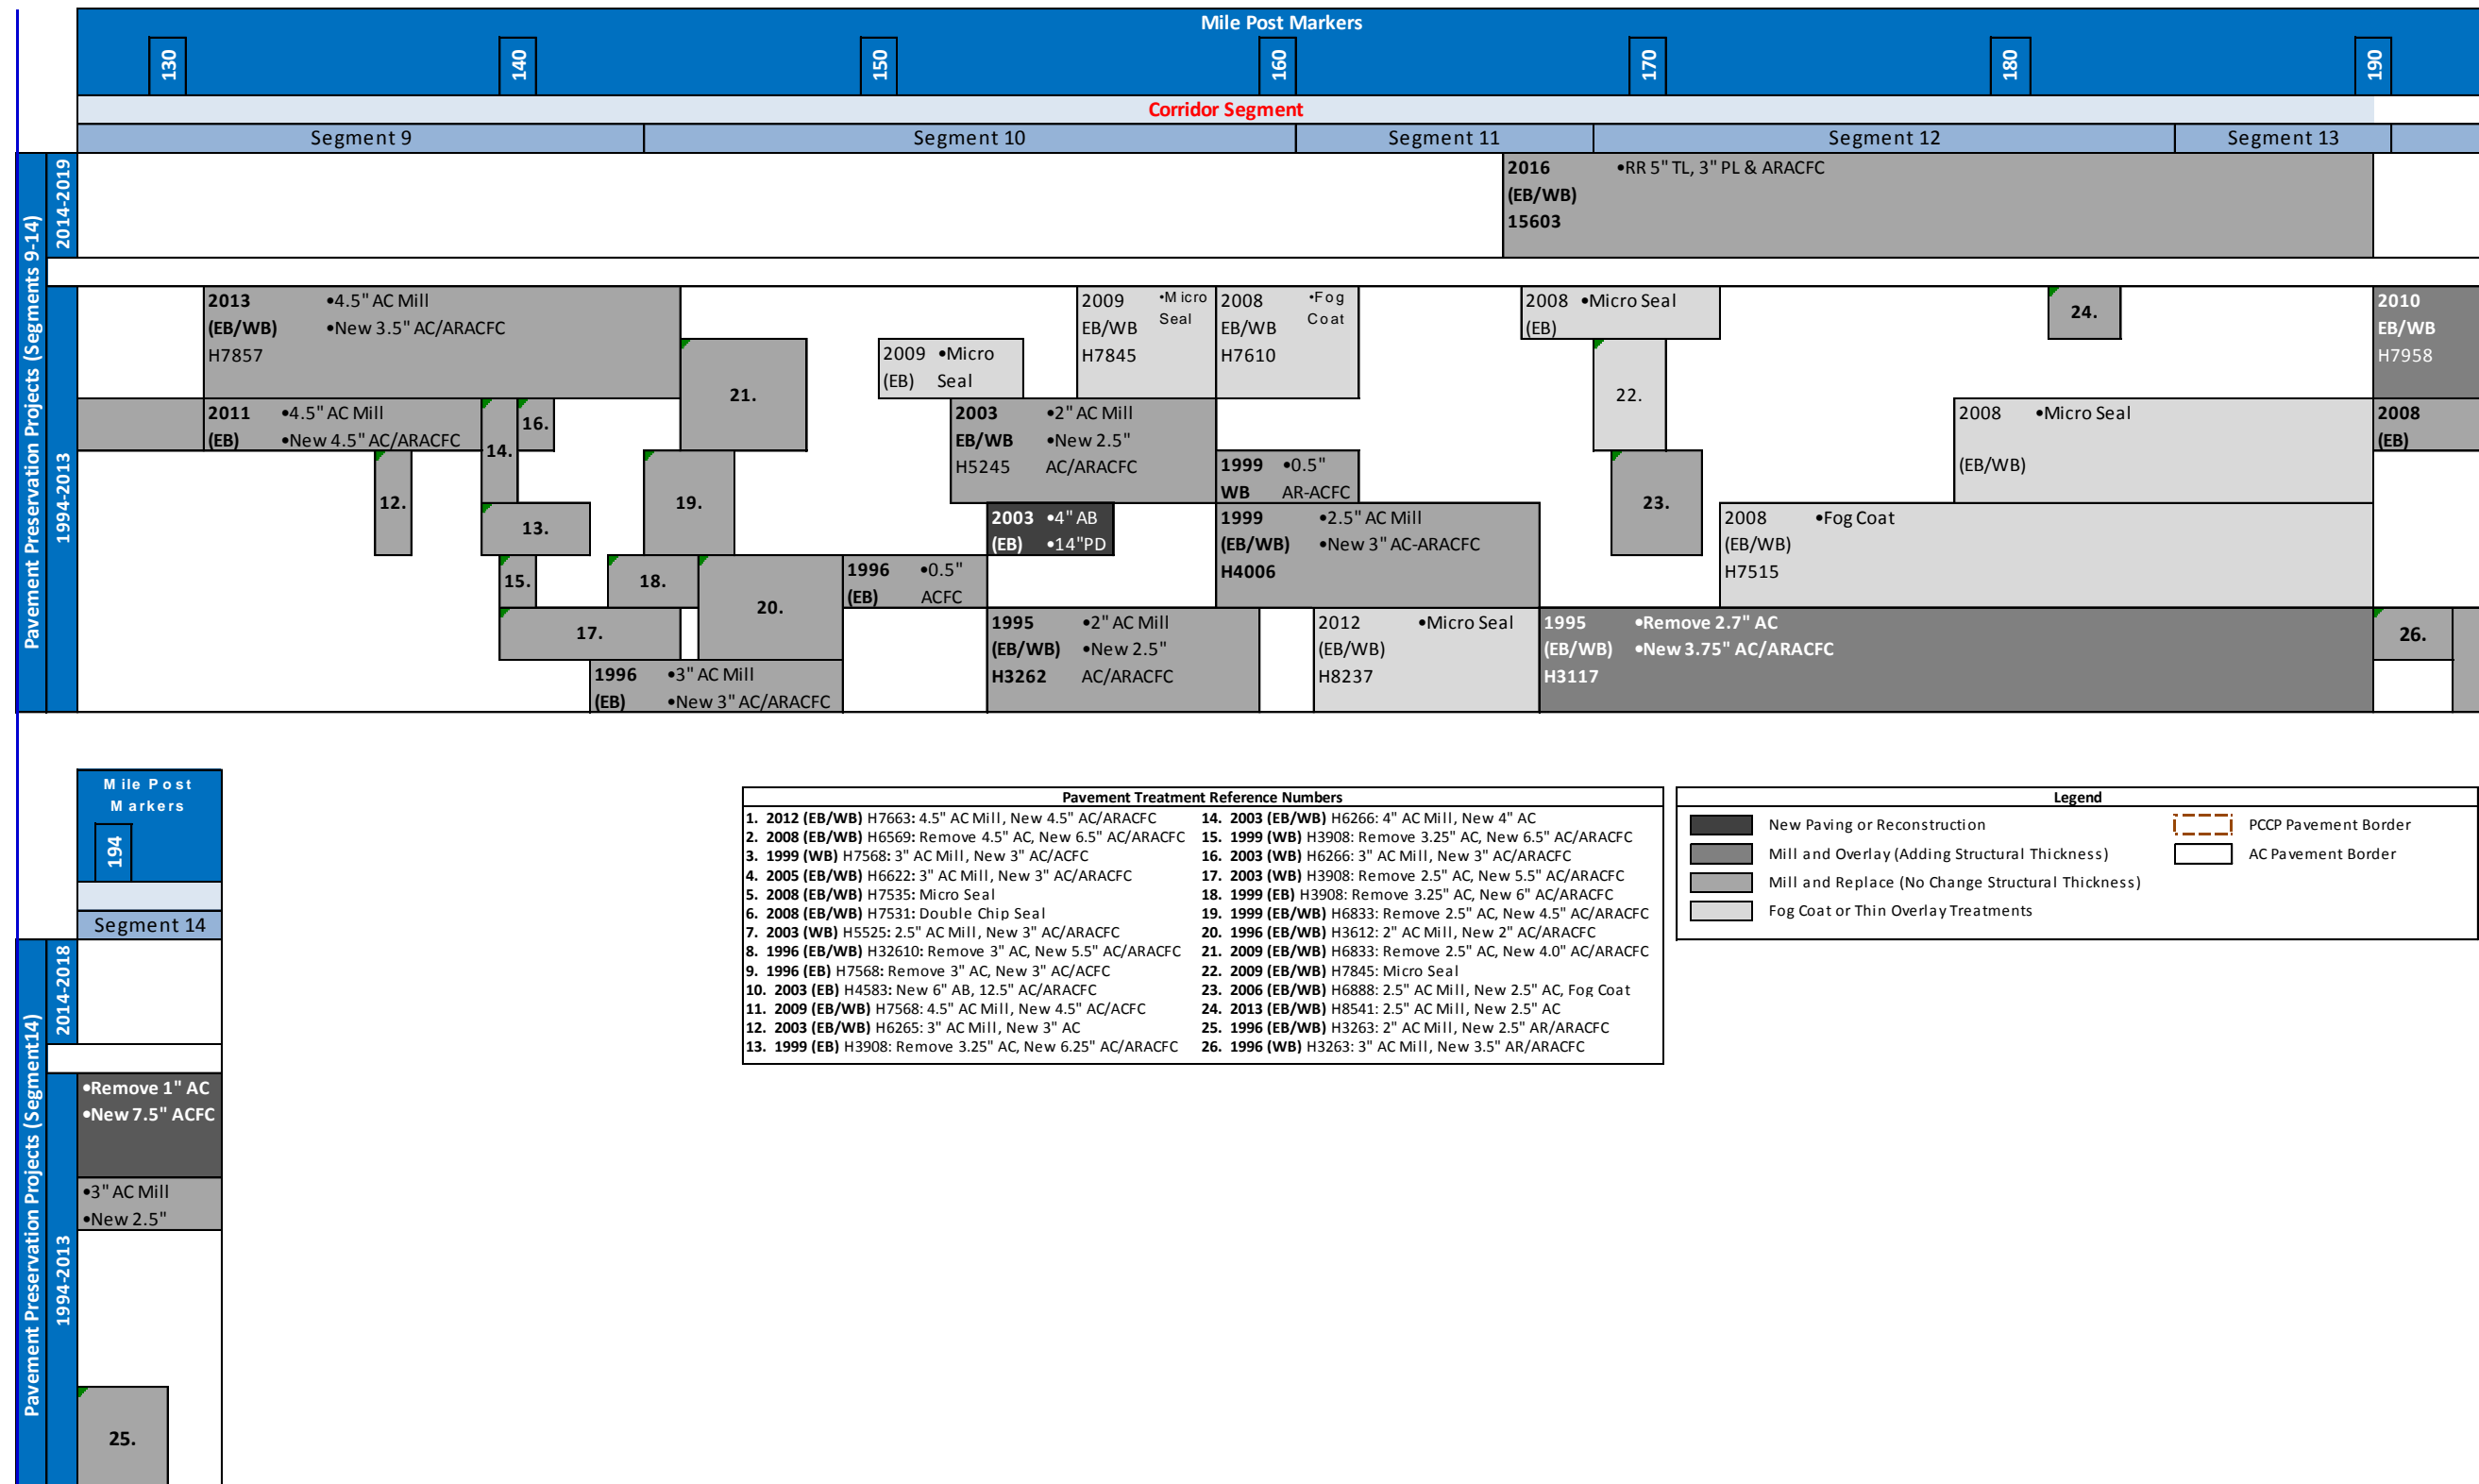 Mile Post Markers
130
140
150
160
170
180
190
Corridor Segment
Segment 9
Segment 10
Segment 11
Segment 12
Segment 13
Pavement Preservation Projects (Segments 9-14)
2014-2019
2016
(EB/WB)
15603
•RR 5" TL, 3" PL & ARACFC
1994-2013
2013
(EB/WB)
H7857
•4.5" AC Mill
•New 3.5" AC/ARACFC
21.
2009
(EB)
•Micro
Seal
2009
EB/WB
H7845
•Micro
Seal
2008
EB/WB
H7610
•Fog
Coat
2008
(EB)
•Micro Seal
22.
24.
2010
EB/WB
H7958
2011
(EB)
•4.5" AC Mill
•New 4.5" AC/ARACFC
14.
16.
2003
EB/WB
H5245
•2" AC Mill
•New 2.5"
AC/ARACFC
2008
•Micro Seal
(EB/WB)
2008
(EB)
12.
13.
19.
1999
WB
•0.5"
AR-ACFC
23.
2003
(EB)
•4" AB
•14"PD
1999
(EB/WB)
H4006
•2.5" AC Mill
•New 3" AC-ARACFC
2008
(EB/WB)
H7515
•Fog Coat
15.
18.
20.
1996
(EB)
•0.5"
ACFC
17.
1995
(EB/WB)
H3262
•2" AC Mill
•New 2.5"
AC/ARACFC
2012
(EB/WB)
H8237
•Micro Seal
1995
(EB/WB)
H3117
•Remove 2.7" AC
•New 3.75" AC/ARACFC
26.
1996
(EB)
•3" AC Mill
•New 3" AC/ARACFC
Mile Post
Markers
194
Segment 14
Pavement Preservation Projects (Segment14)
2014-2018
1994-2013
•Remove 1" AC
•New 7.5" ACFC
•3" AC Mill
•New 2.5"
25.
Pavement Treatment Reference Numbers
1. 2012 (EB/WB) H7663: 4.5" AC Mill, New 4.5" AC/ARACFC
2. 2008 (EB/WB) H6569: Remove 4.5" AC, New 6.5" AC/ARACFC
3. 1999 (WB) H7568: 3" AC Mill, New 3" AC/ACFC
4. 2005 (EB/WB) H6622: 3" AC Mill, New 3" AC/ARACFC
5. 2008 (EB/WB) H7535: Micro Seal
6. 2008 (EB/WB) H7531: Double Chip Seal
7. 2003 (WB) H5525: 2.5" AC Mill, New 3" AC/ARACFC
8. 1996 (EB/WB) H32610: Remove 3" AC, New 5.5" AC/ARACFC
9. 1996 (EB) H7568: Remove 3" AC, New 3" AC/ACFC
10. 2003 (EB) H4583: New 6" AB, 12.5" AC/ARACFC
11. 2009 (EB/WB) H7568: 4.5" AC Mill, New 4.5" AC/ACFC
12. 2003 (EB/WB) H6265: 3" AC Mill, New 3" AC
13. 1999 (EB) H3908: Remove 3.25" AC, New 6.25" AC/ARACFC
14. 2003 (EB/WB) H6266: 4" AC Mill, New 4" AC
15. 1999 (WB) H3908: Remove 3.25" AC, New 6.5" AC/ARACFC
16. 2003 (WB) H6266: 3" AC Mill, New 3" AC/ARACFC
17. 2003 (WB) H3908: Remove 2.5" AC, New 5.5" AC/ARACFC
18. 1999 (EB) H3908: Remove 3.25" AC, New 6" AC/ARACFC
19. 1999 (EB/WB) H6833: Remove 2.5" AC, New 4.5" AC/ARACFC
20. 1996 (EB/WB) H3612: 2" AC Mill, New 2" AC/ARACFC
21. 2009 (EB/WB) H6833: Remove 2.5" AC, New 4.0" AC/ARACFC
22. 2009 (EB/WB) H7845: Micro Seal
23. 2006 (EB/WB) H6888: 2.5" AC Mill, New 2.5" AC, Fog Coat
24. 2013 (EB/WB) H8541: 2.5" AC Mill, New 2.5" AC
25. 1996 (EB/WB) H3263: 2" AC Mill, New 2.5" AR/ARACFC
26. 1996 (WB) H3263: 3" AC Mill, New 3.5" AR/ARACFC
Legend
New Paving or Reconstruction
Mill and Overlay (Adding Structural Thickness)
Mill and Replace (No Change Structural Thickness)
Fog Coat or Thin Overlay Treatments
PCCP Pavement Border
AC Pavement Border